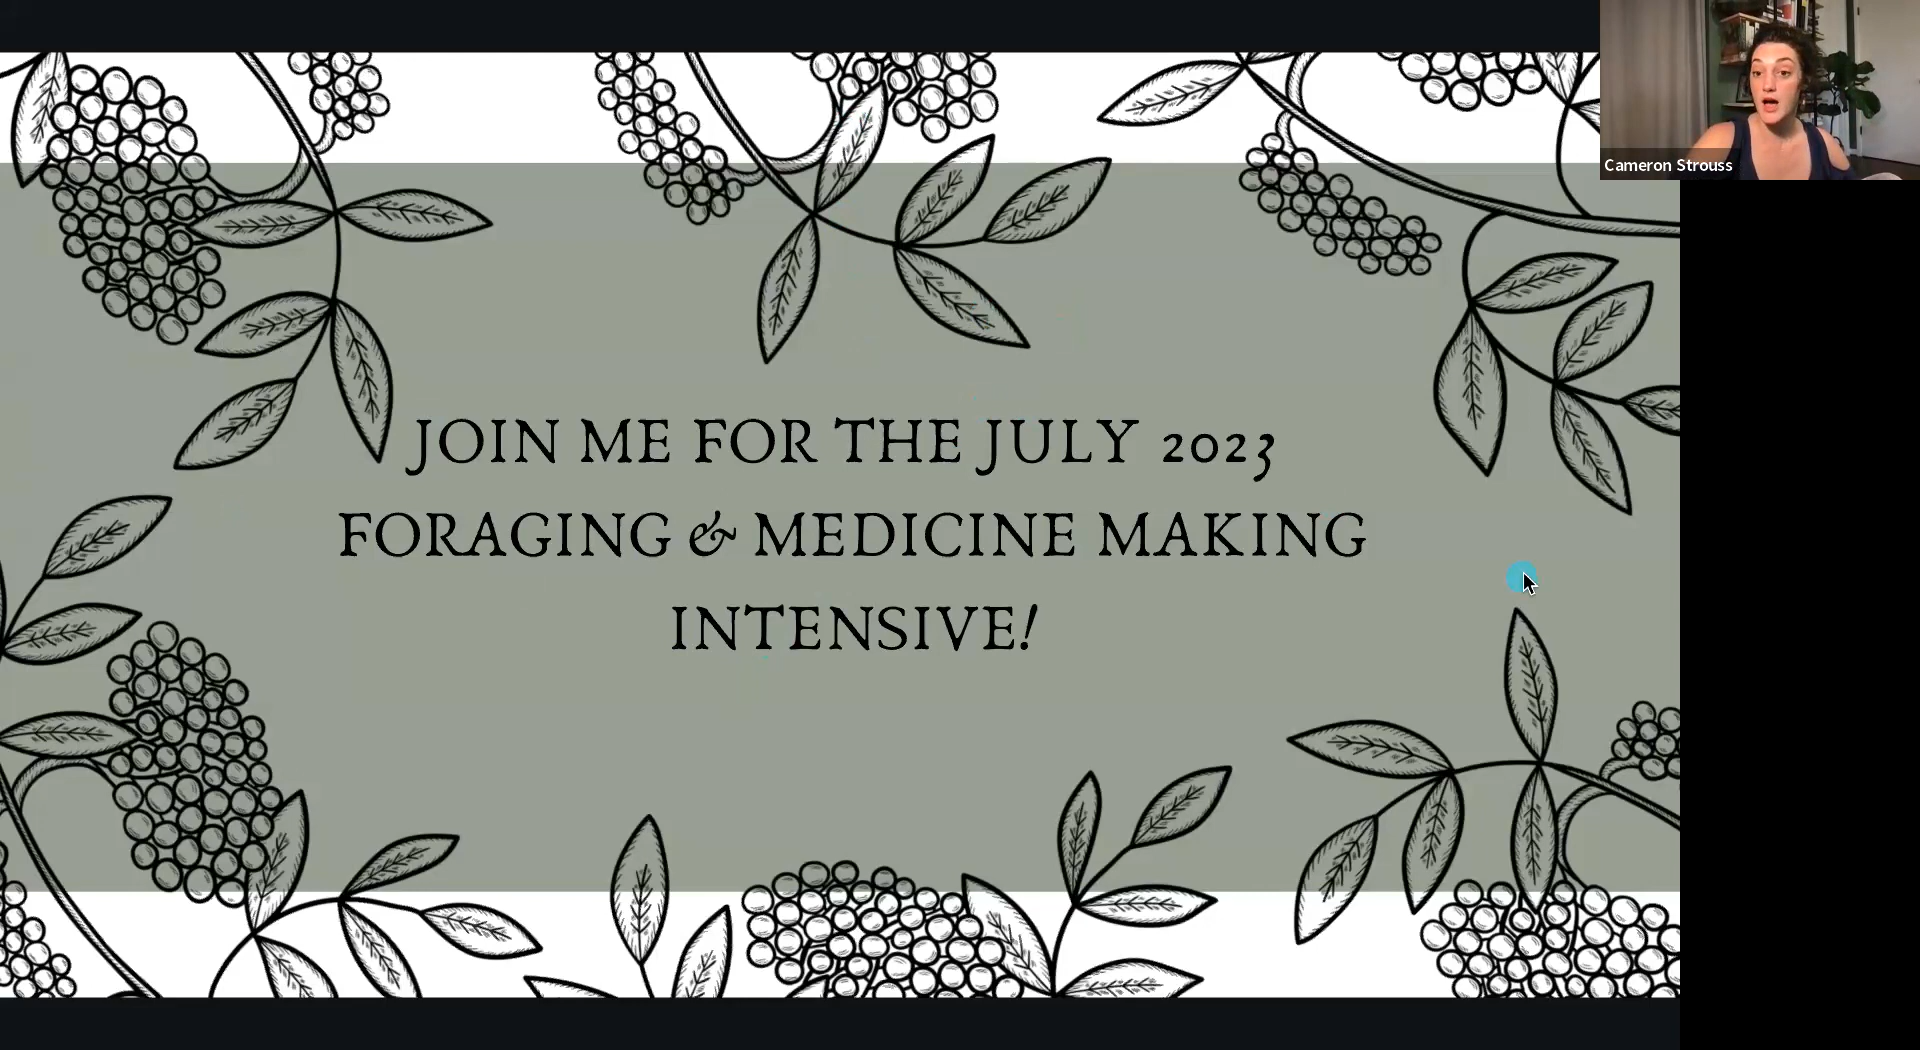 Cameron Strouss
JOIN ME FOR THE JULY 2023
FORAGING & MEDICINE MAKING
INTENSIVE!